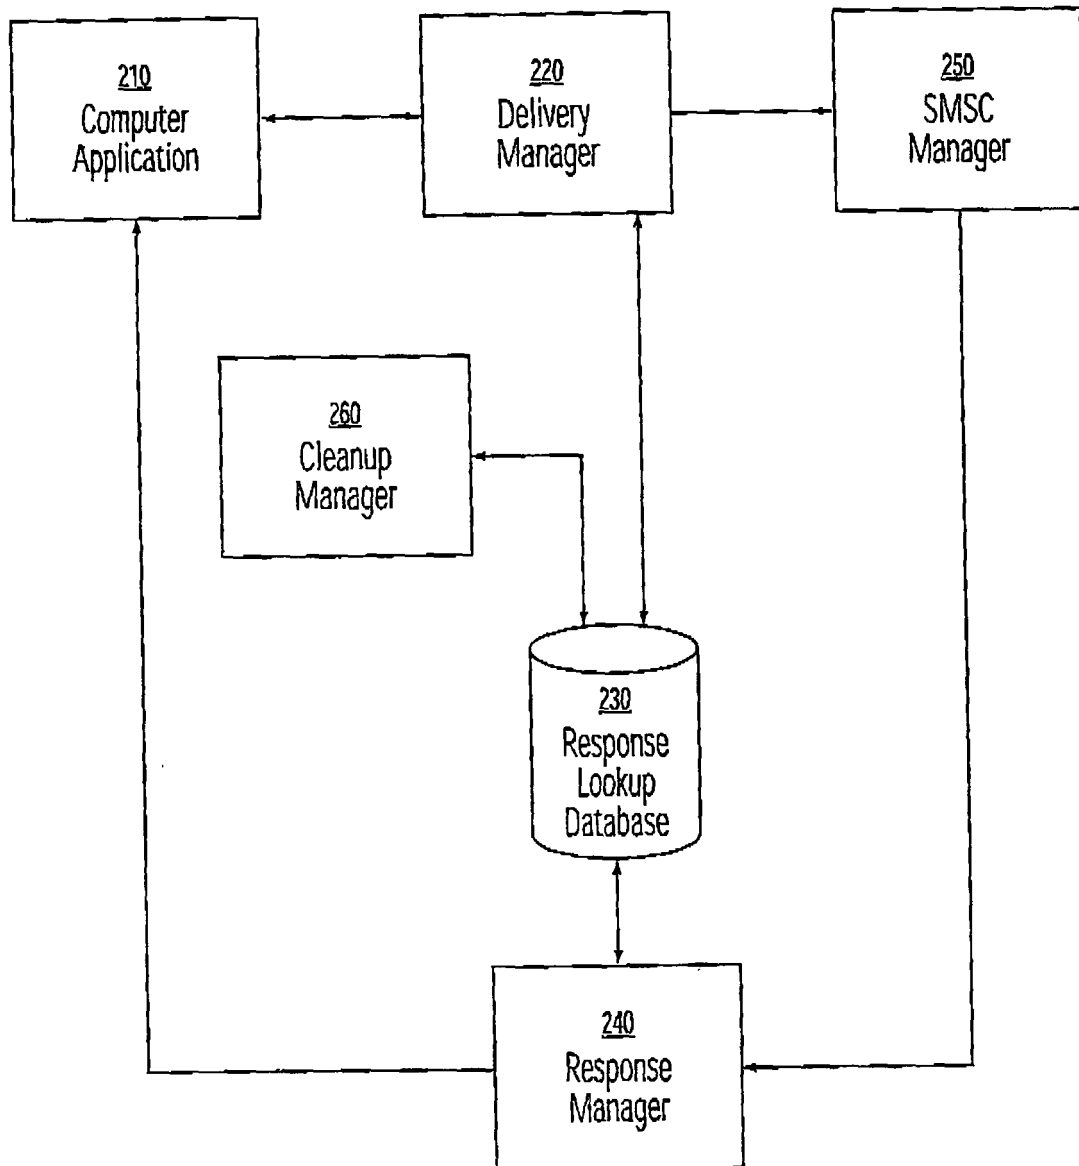 210
Computer
Application
220
Delivery
Manager
250
SMSC
Manager
260
Cleanup
Manager
230
Response
Lookup
Database
240
Response
Manager